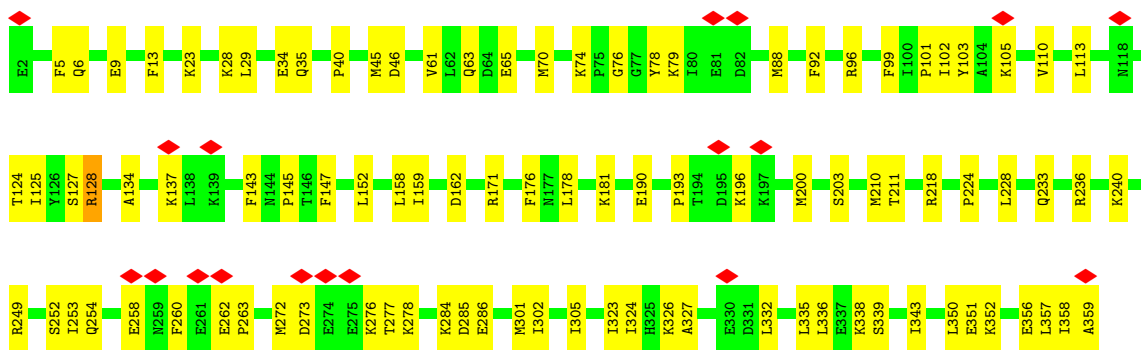 E2 F5 Q6 E9 F13 K23 K28 L29 E34 Q35 P40 M45 D46 V61 L62 Q63 D64 E65 M70 K74 P75 G76 G77 Y78 K79 I80 E81 D82 M88 F92 R96 F99 I100 P101 I102 Y103 A104 K105 V110 L113 N118
T124 I125 Y126 S127 R128 A134 K137 L138 K139 F143 N144 P145 T146 F147 L152 L158 I159 D162 R171 F176 N177 L178 K181 E190 P193 T194 D195 K196 K197 M200 S203 M210 T211 R218 P224 L228 Q233 R236 K240
R249 S252 I253 Q254 E258 N259 F260 E261 E262 P263 N272 D273 E274 E275 K276 T277 K278 K284 D285 E286 M301 I302 I305 I323 I324 H325 K326 A327 E330 D331 L332 L335 L336 E337 K338 S339 I343 L350 E351 K352 E356 L357 I358 A359